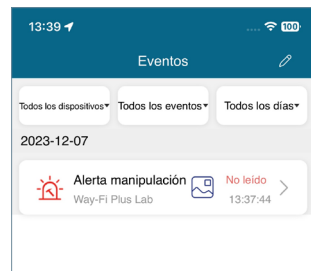 13:39 100
Eventos
Todos los dispositivos▾ Todos los eventos▾ Todos los días▾
2023-12-07
Alerta manipulación No leído
Way-Fi Plus Lab 13:37:44